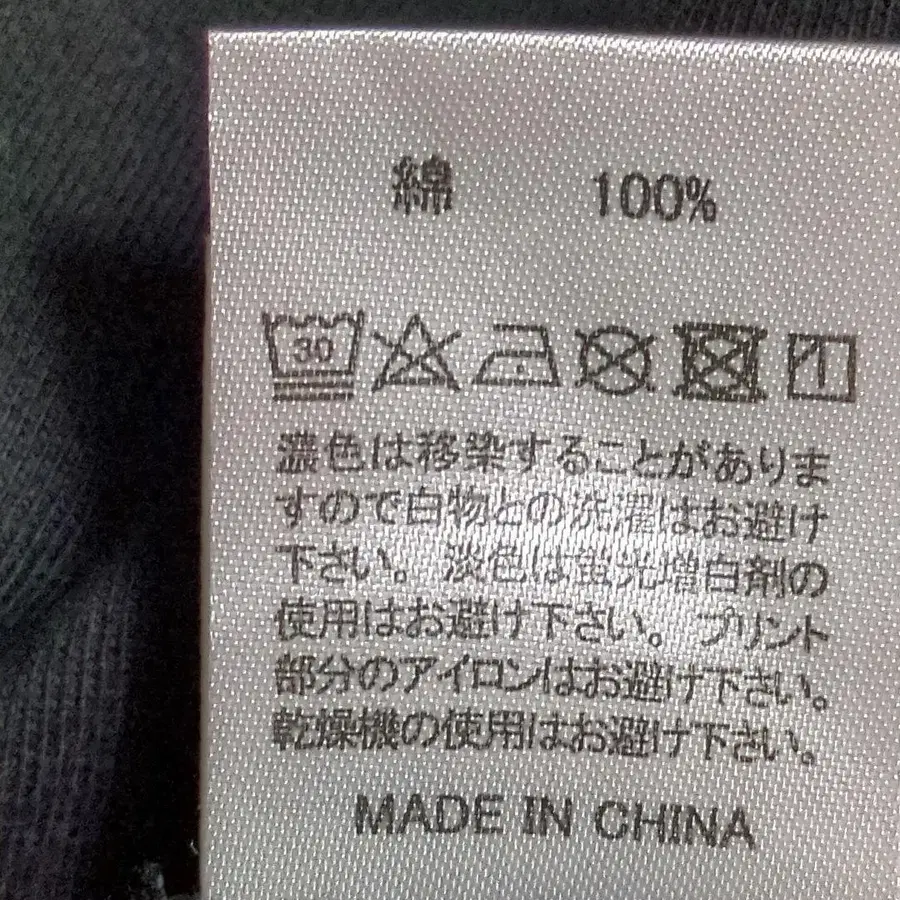 綿 100%
30
濃色は移染することがありま
すので白物との洗濯はお避け
下さい。淡色は蛍光増白剤の
使用はお避け下さい。プリント
部分のアイロンはお避け下さい。
乾燥機の使用はお避け下さい。
MADE IN CHINA